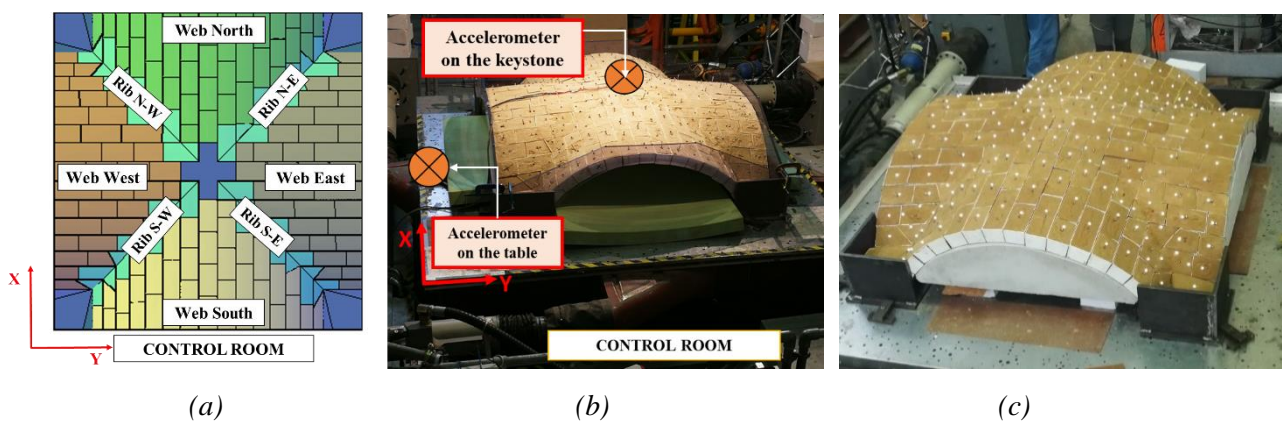 Web North
Rib N-W
Rib N-E
Web West
Web East
Rib S-W
Rib S-E
Web South
X
Y
CONTROL ROOM
Accelerometer
on the keystone
Accelerometer
on the table
X
Y
CONTROL ROOM
(a)
(b)
(c)